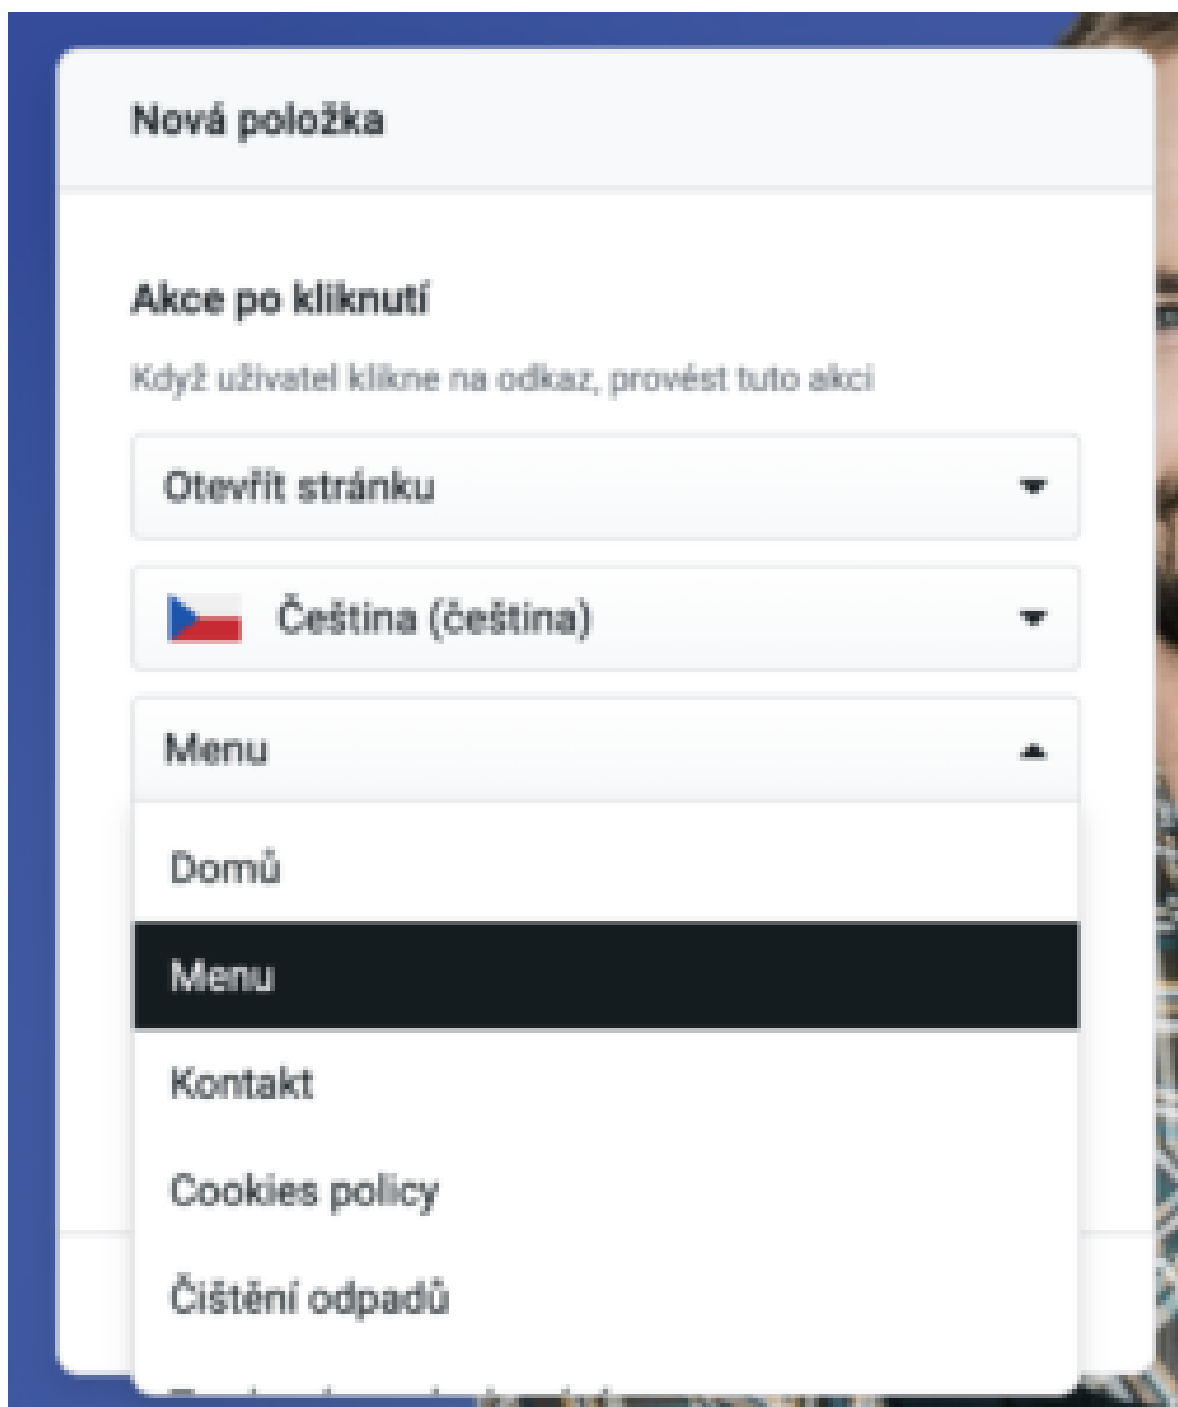 Nová položka
Akce po kliknutí
Když uživatel klikne na odkaz, provést tuto akci
Otevřít stránku
Čeština (čeština)
Menu
Domů
Menu
Kontakt
Cookies policy
Čištění odpadů